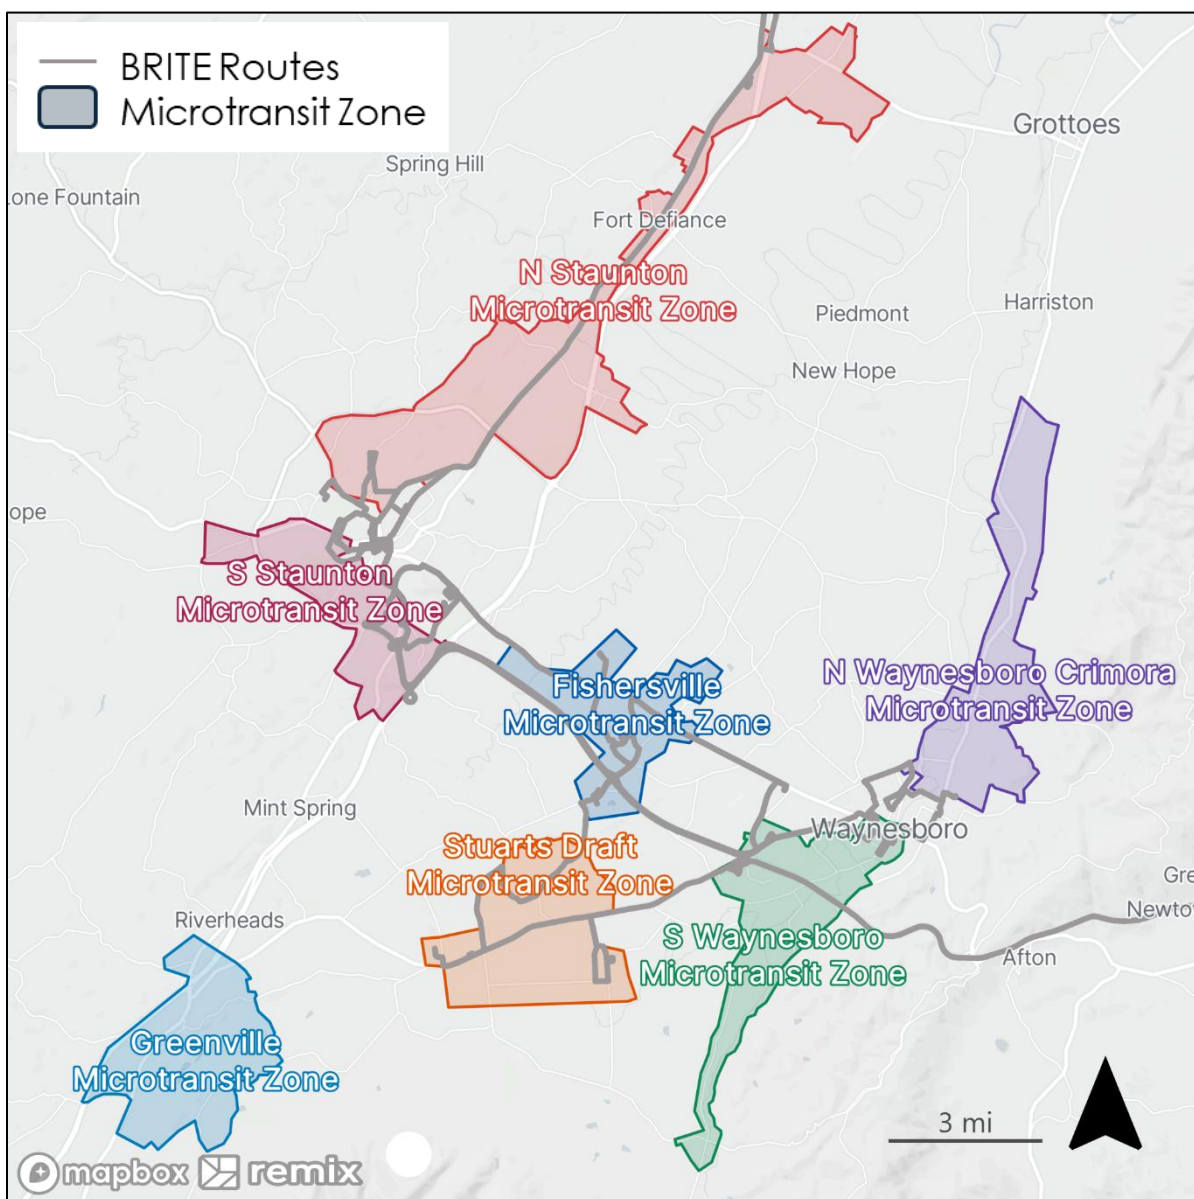 BRITE Routes
Microtransit Zone
Grottoes
Spring Hill
Lone Fountain
Fort Defiance
N Staunton
Microtransit Zone
Harriston
Piedmont
New Hope
ope
S Staunton
Microtransit Zone
N Waynesboro Crimora
Microtransit Zone
Fishersville
Microtransit Zone
Mint Spring
Waynesboro
Stuarts Draft
Microtransit Zone
Gre
Riverheads
Newto
S Waynesboro
Microtransit Zone
Afton
Greenville
Microtransit Zone
3 mi
mapbox remix